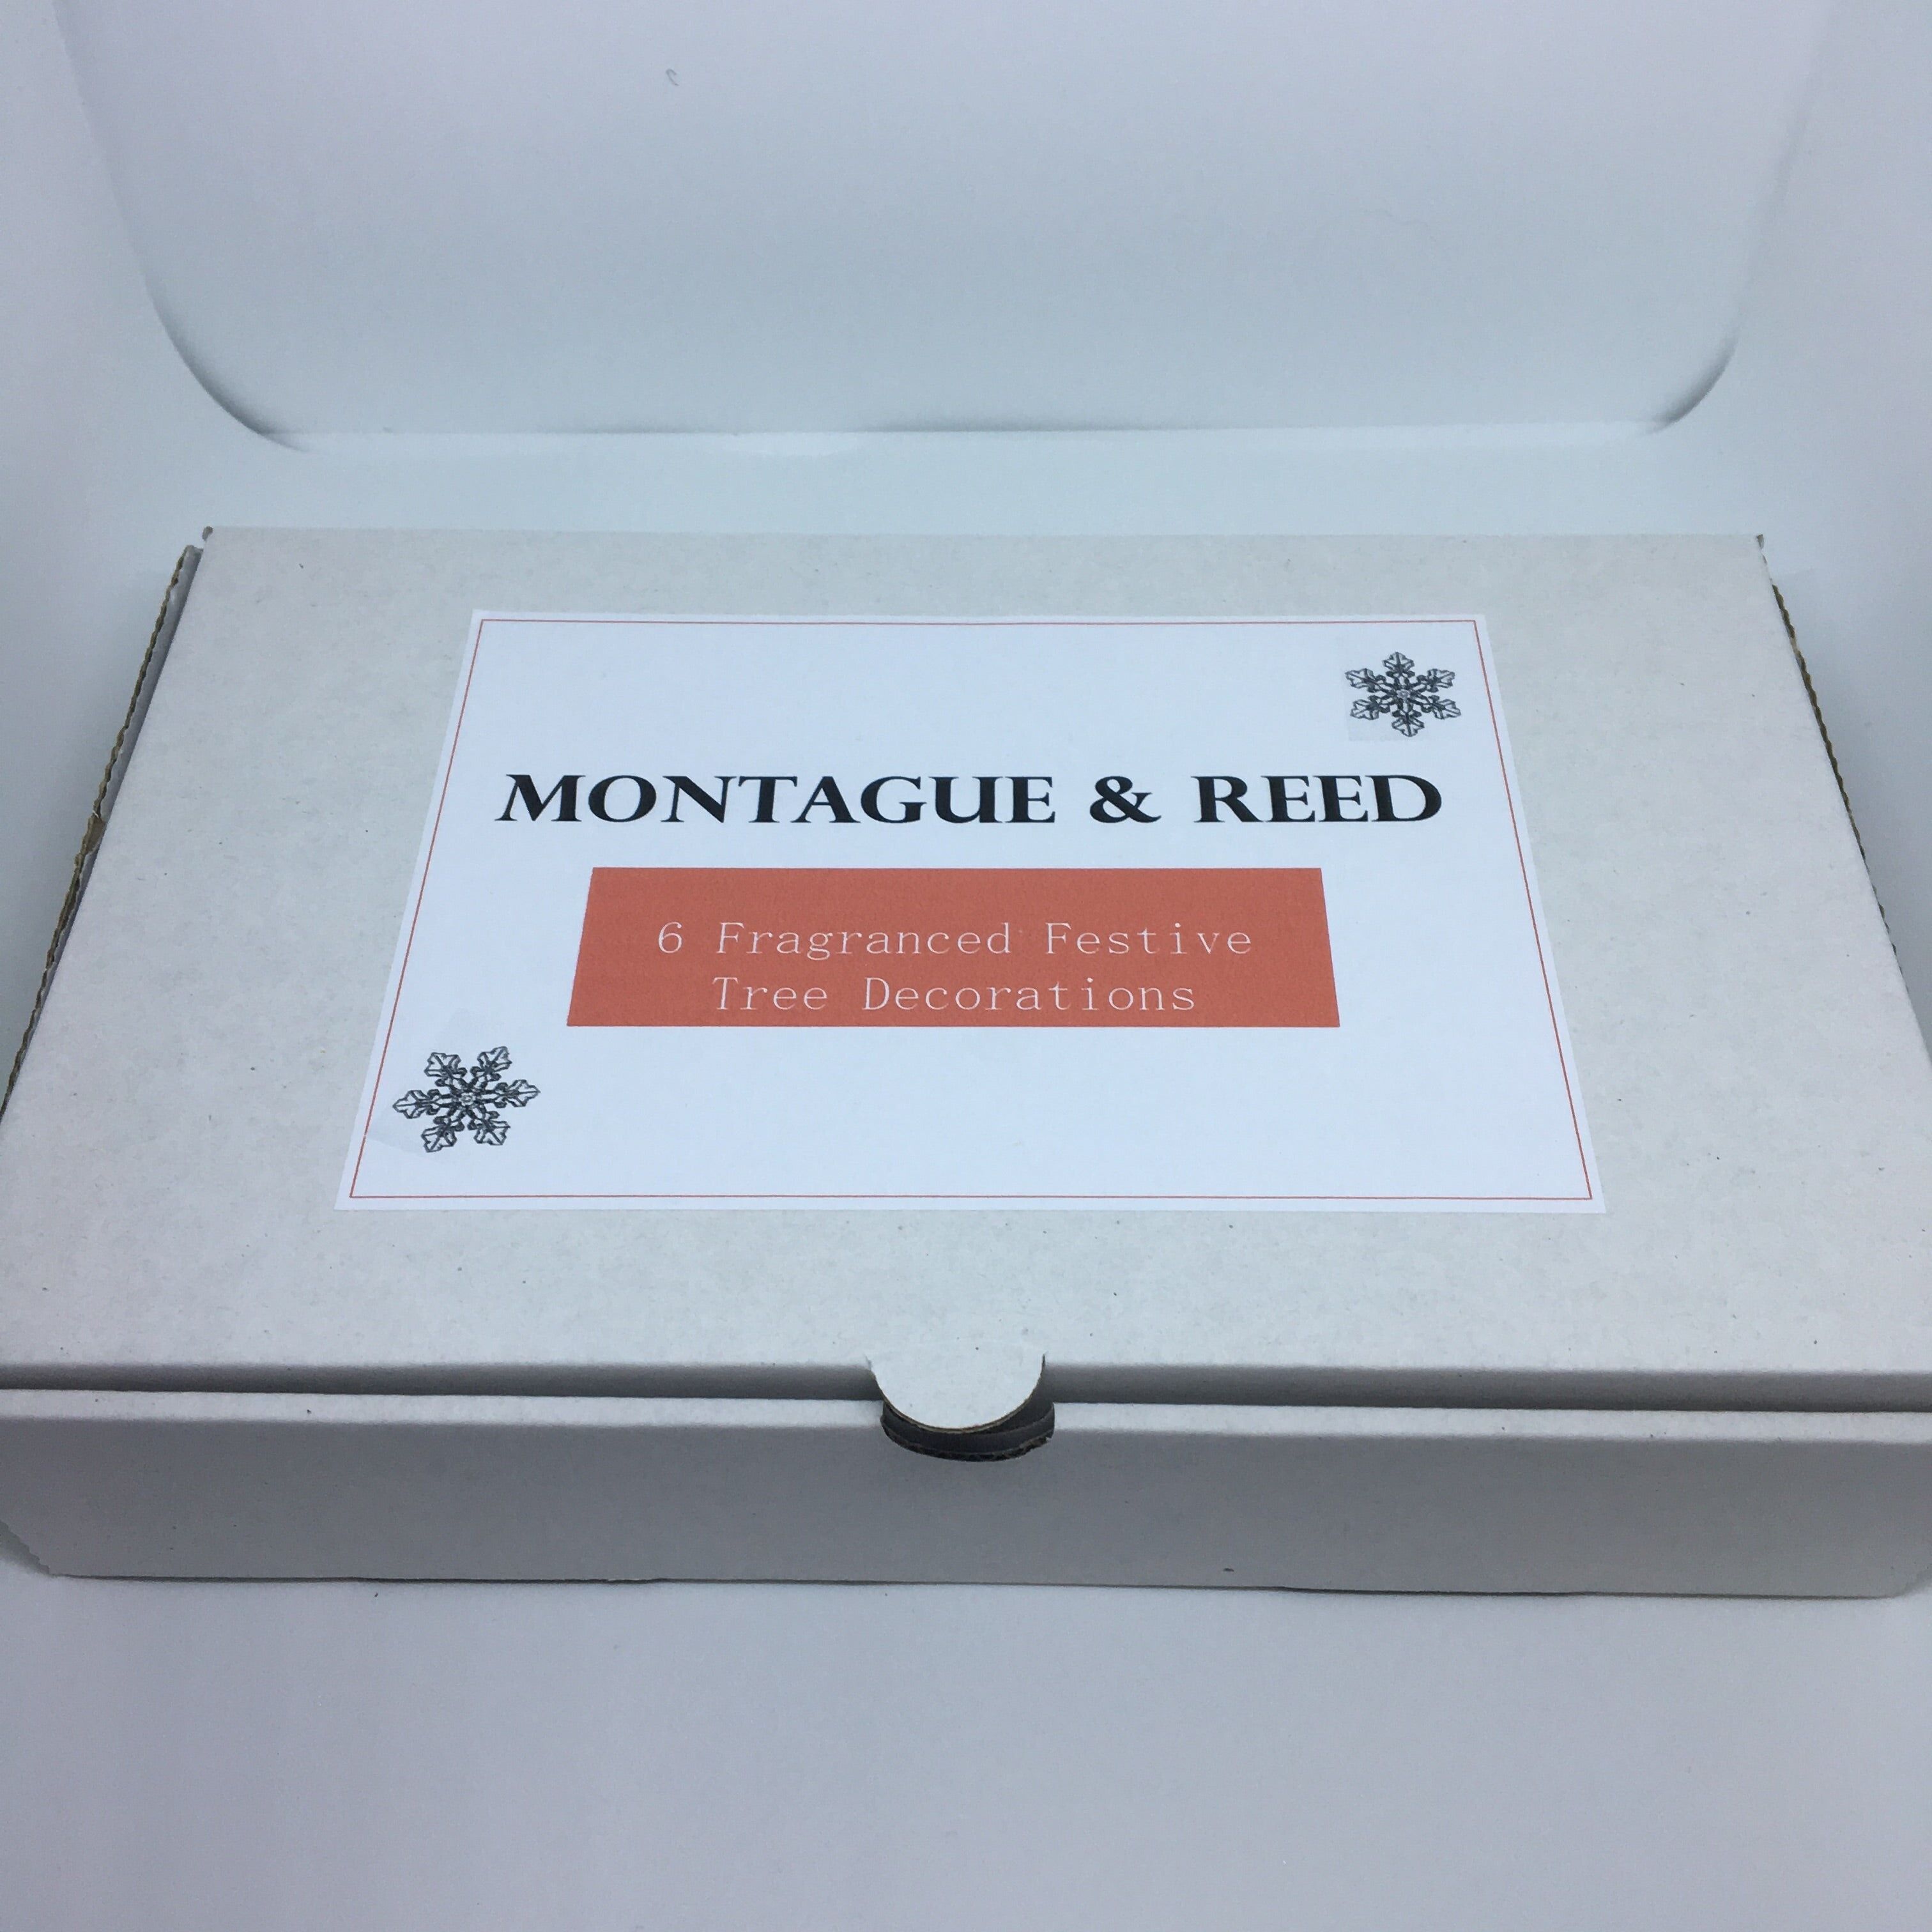 MONTAGUE & REED
6 Fragranced Festive
Tree Decorations